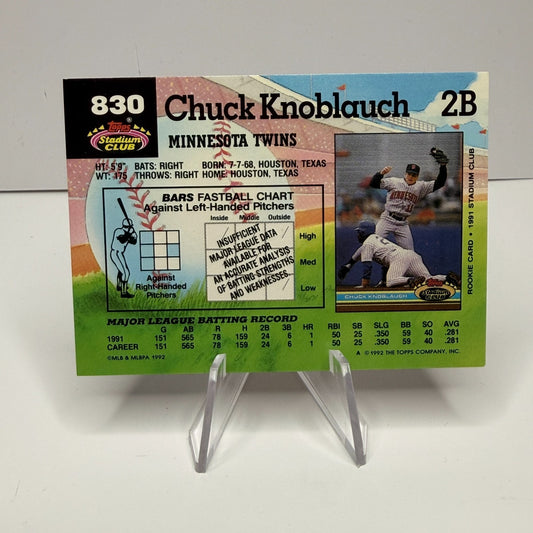 830 Chuck Knoblauch 2B
Topps
Stadium
CLUB
MINNESOTA TWINS
HT: 5'9" BATS: RIGHT BORN: 7-7-68, HOUSTON, TEXAS
WT: 175 THROWS: RIGHT HOME: HOUSTON, TEXAS
BARS FASTBALL CHART
Against Left-Handed Pitchers
Inside Middle Outside
High
Med
Low
INSUFFICIENT
MAJOR LEAGUE DATA
AVAILABLE FOR
AN ACCURATE ANALYSIS
OF BATTING STRENGTHS
AND WEAKNESSES.
Against
Right-Handed
Pitchers
CHUCK KNOBLAUCH
ROOKIE CARD • 1991 STADIUM CLUB
MAJOR LEAGUE BATTING RECORD
G AB R H 2B 3B HR RBI SB SLG BB SO AVG
1991 151 565 78 159 24 6 1 50 25 .350 59 40 .281
CAREER 151 565 78 159 24 6 1 50 25 .350 59 40 .281
©MLB & MLBPA 1992 A © 1992 THE TOPPS COMPANY, INC.